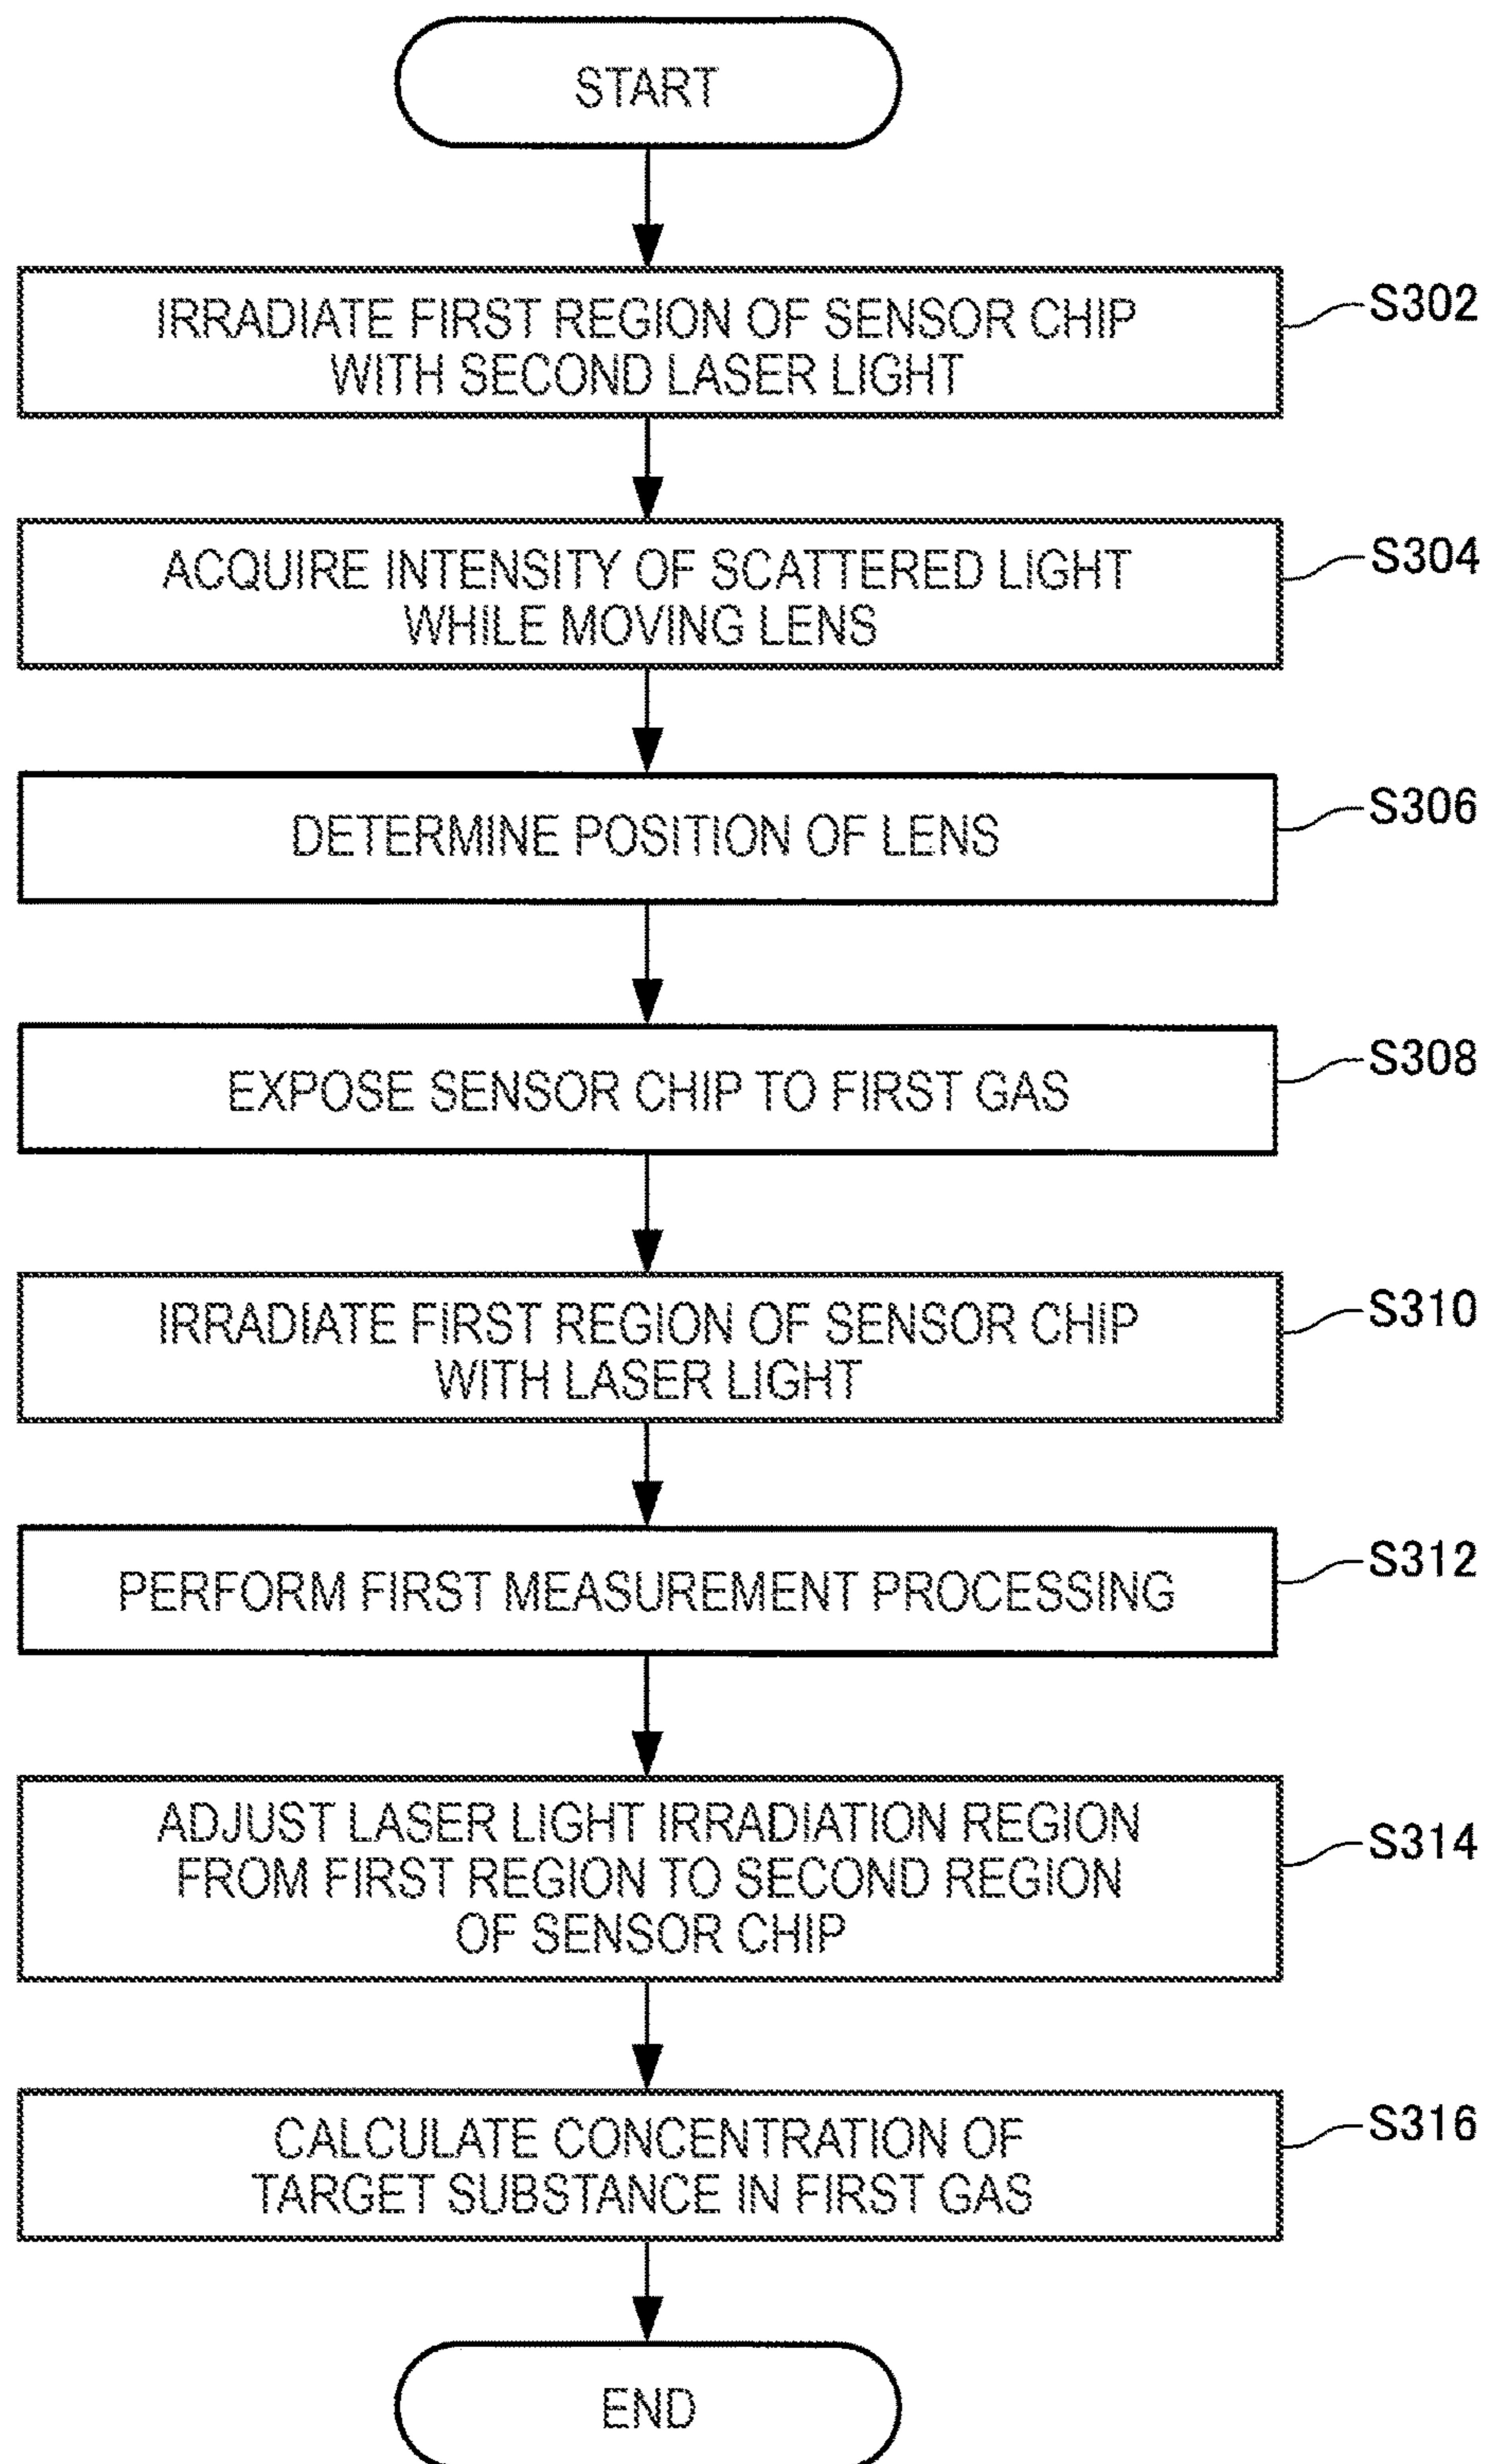 START
IRRADIATE FIRST REGION OF SENSOR CHIP
WITH SECOND LASER LIGHT
S302
ACQUIRE INTENSITY OF SCATTERED LIGHT
WHILE MOVING LENS
S304
DETERMINE POSITION OF LENS
S306
EXPOSE SENSOR CHIP TO FIRST GAS
S308
IRRADIATE FIRST REGION OF SENSOR CHIP
WITH LASER LIGHT
S310
PERFORM FIRST MEASUREMENT PROCESSING
S312
ADJUST LASER LIGHT IRRADIATION REGION
FROM FIRST REGION TO SECOND REGION
OF SENSOR CHIP
S314
CALCULATE CONCENTRATION OF
TARGET SUBSTANCE IN FIRST GAS
S316
END